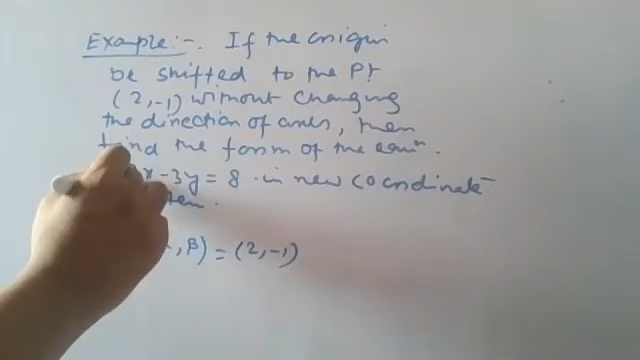 Example:-. If the origin
be shifted to the Pt
(2,-1) without changing
the direction of axes, then
find the form of the equⁿ.
x-3y=8. in new coordinate
, β) = (2,-1)